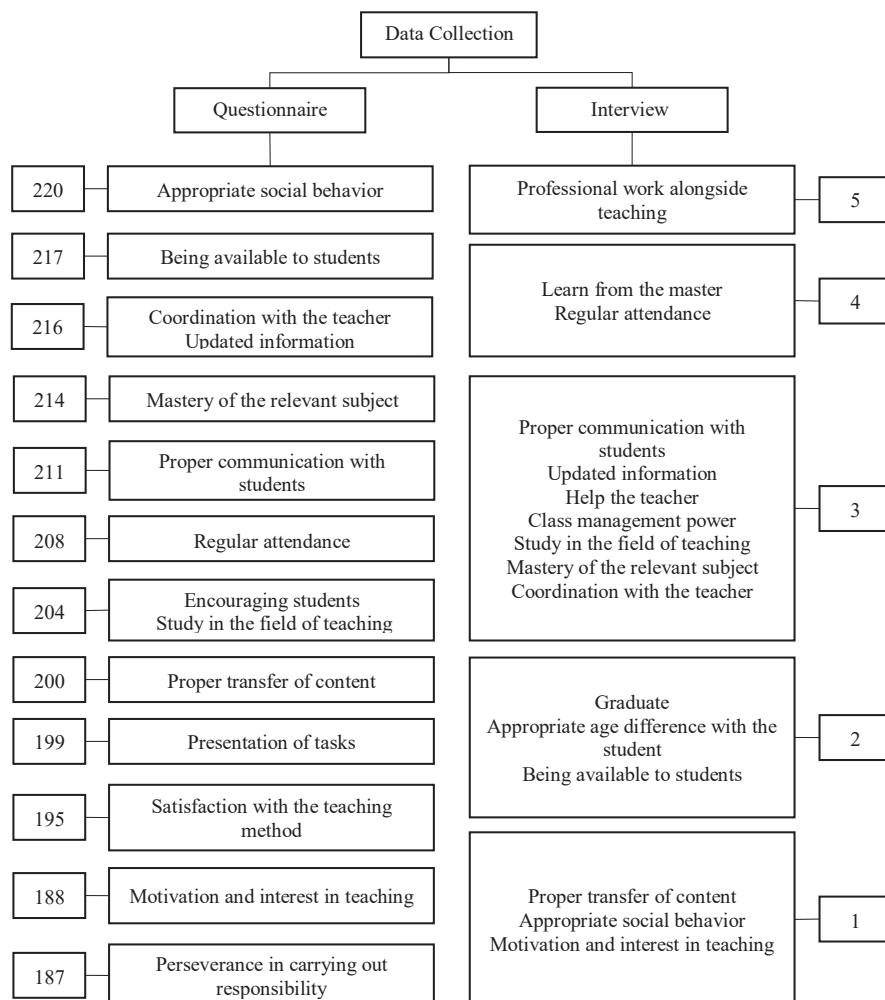 Data Collection
Questionnaire
Interview
220
Appropriate social behavior
217
Being available to students
216
Coordination with the teacher
Updated information
214
Mastery of the relevant subject
211
Proper communication with
students
208
Regular attendance
204
Encouraging students
Study in the field of teaching
200
Proper transfer of content
199
Presentation of tasks
195
Satisfaction with the teaching
method
188
Motivation and interest in teaching
187
Perseverance in carrying out
responsibility
Professional work alongside
teaching
5
Learn from the master
Regular attendance
4
Proper communication with
students
Updated information
Help the teacher
Class management power
Study in the field of teaching
Mastery of the relevant subject
Coordination with the teacher
3
Graduate
Appropriate age difference with the
student
Being available to students
2
Proper transfer of content
Appropriate social behavior
Motivation and interest in teaching
1